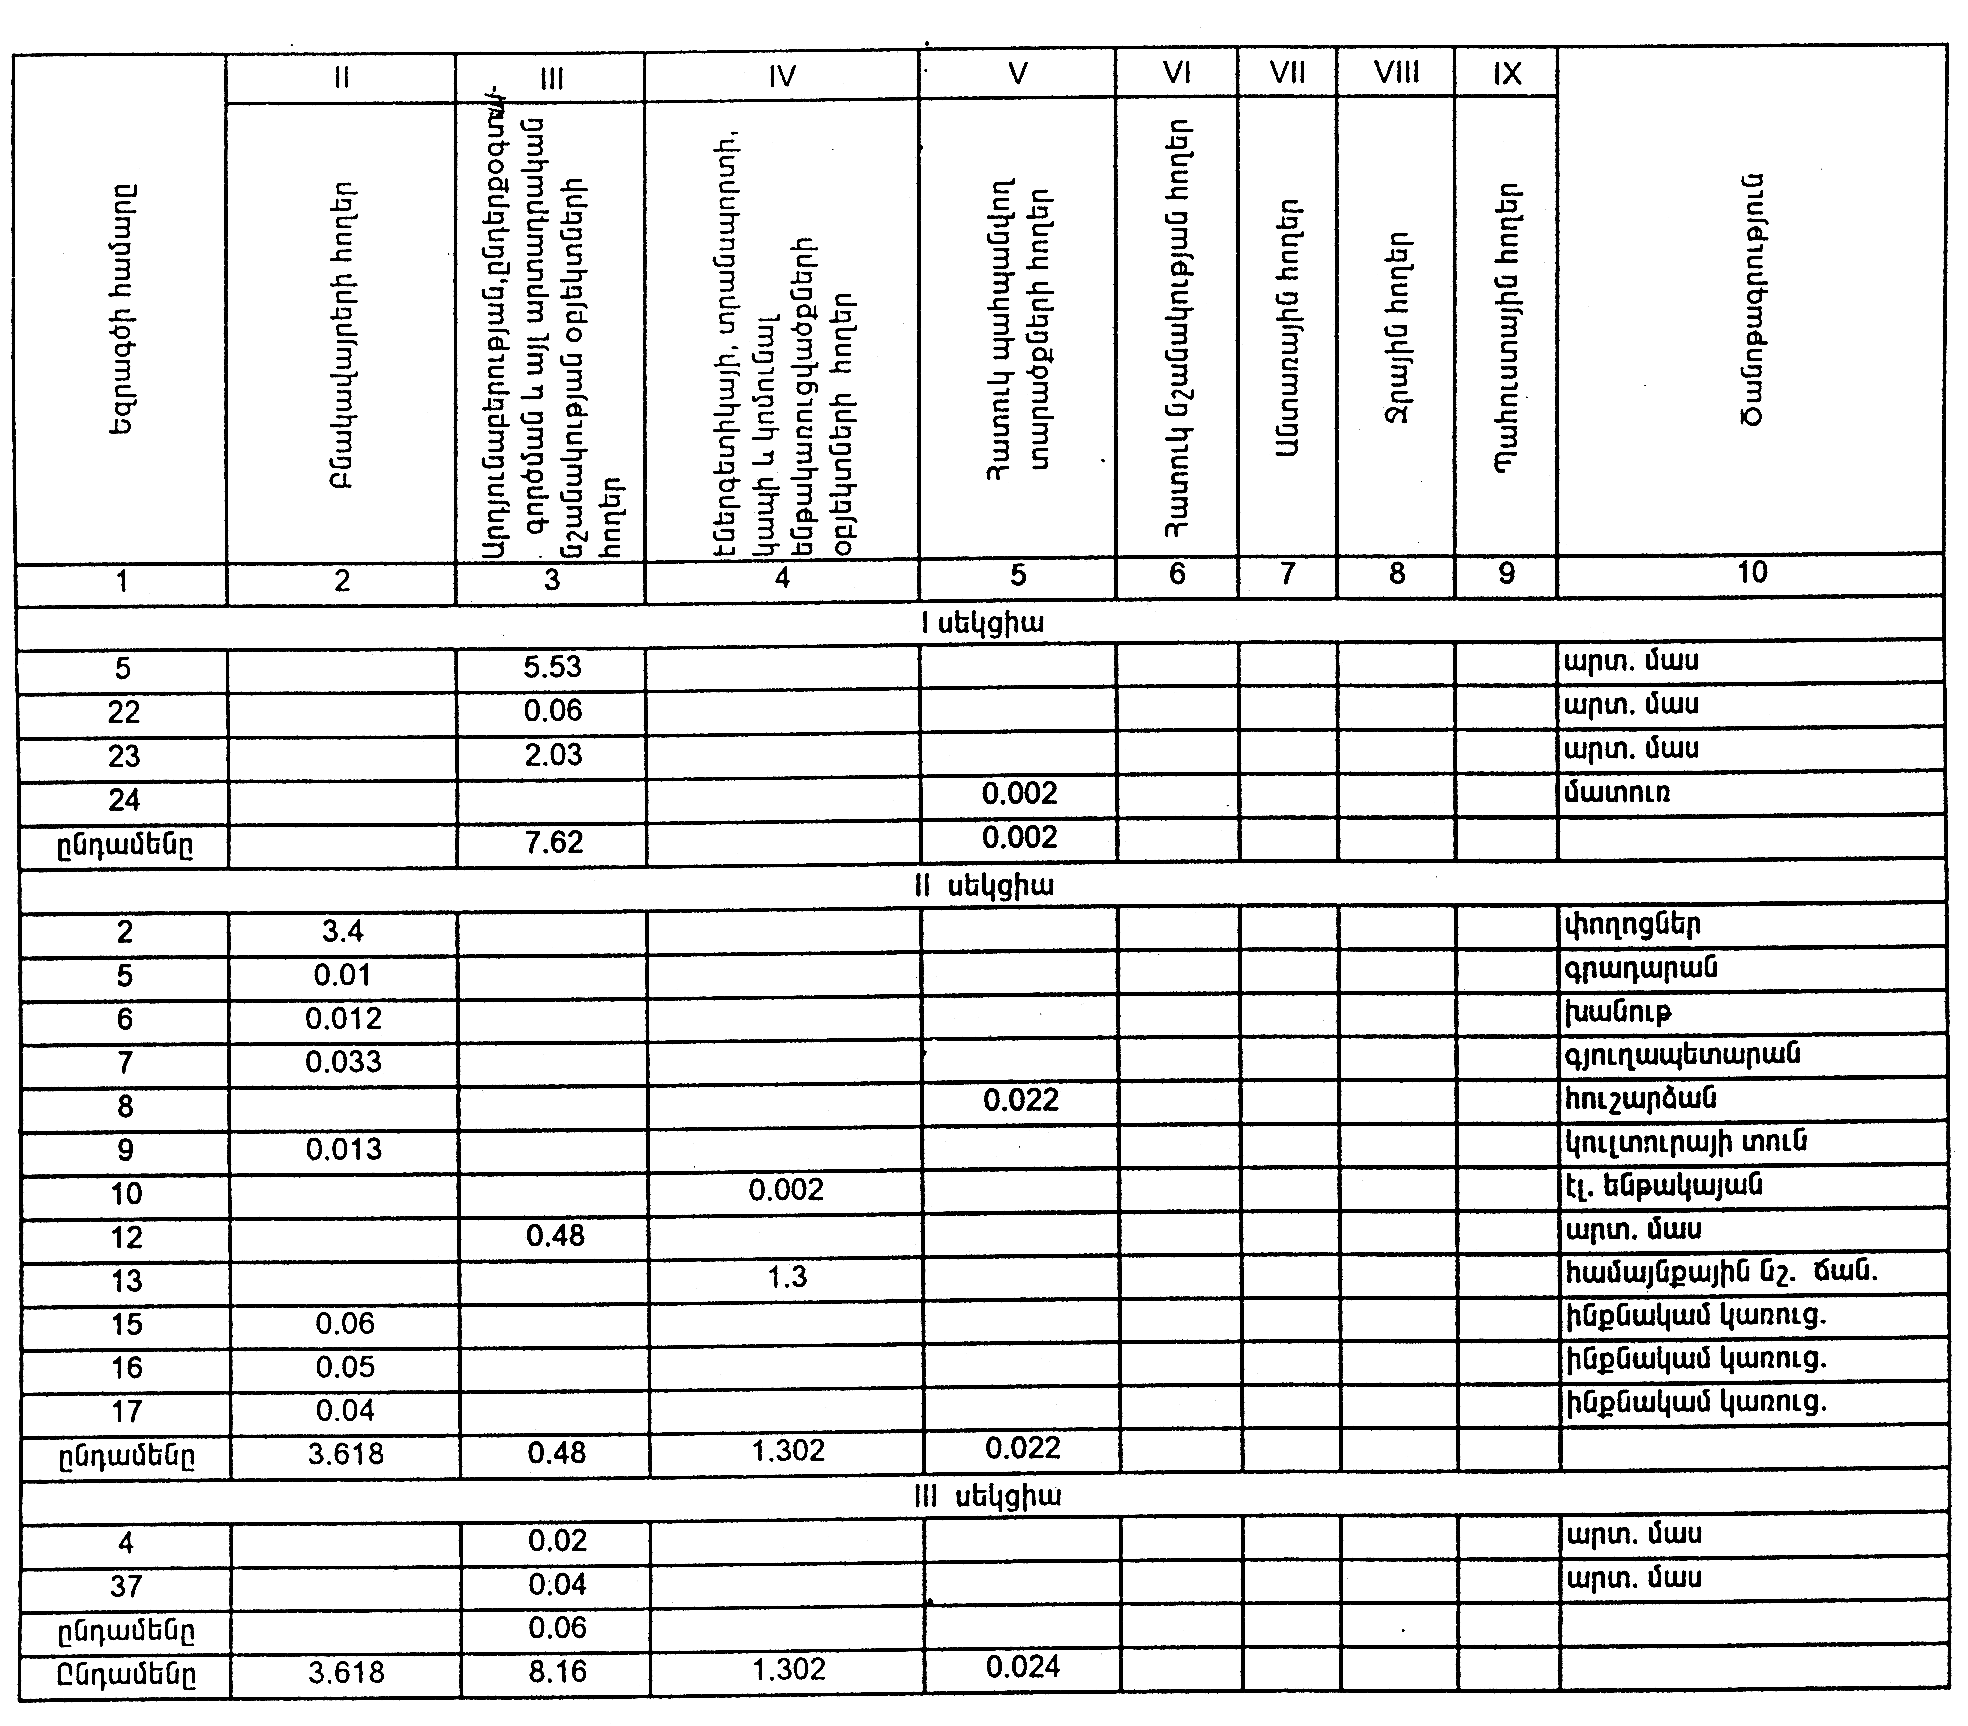 II III IV V VI VII VIII IX
Եզրագծի համարը
Բնակավայրերի հողեր
Արդյունաբերության,ընդերքօգտա-
գործման և այլ արտադրական
նշանակության օբյեկտների
հողեր
էներգետիկայի, տրանսպորտի,
կապի և կոմունալ
ենթակառուցվածքների
օբյեկտների հողեր
Հատուկ պահպանվող
տարածքների հողեր
Հատուկ նշանակության հողեր
Անտառային հողեր
Ջրային հողեր
Պահուստային հողեր
Ծանոթագրություն
1 2 3 4 5 6 7 8 9 10
I սեկցիա
5 5.53 արտ. մաս
22 0.06 արտ. մաս
23 2.03 արտ. մաս
24 0.002 մատուռ
ընդամենը 7.62 0.002
II սեկցիա
2 3.4 փողոցներ
5 0.01 գրադարան
6 0.012 խանութ
7 0.033 գյուղապետարան
8 0.022 հուշարձան
9 0.013 կուլտուրայի տուն
10 0.002 էլ. ենթակայան
12 0.48 արտ. մաս
13 1.3 համայնքային նշ. ճան.
15 0.06 ինքնակամ կառուց.
16 0.05 ինքնակամ կառուց.
17 0.04 ինքնակամ կառուց.
ընդամենը 3.618 0.48 1.302 0.022
III սեկցիա
4 0.02 արտ. մաս
37 0.04 արտ. մաս
ընդամենը 0.06
Ընդամենը 3.618 8.16 1.302 0.024